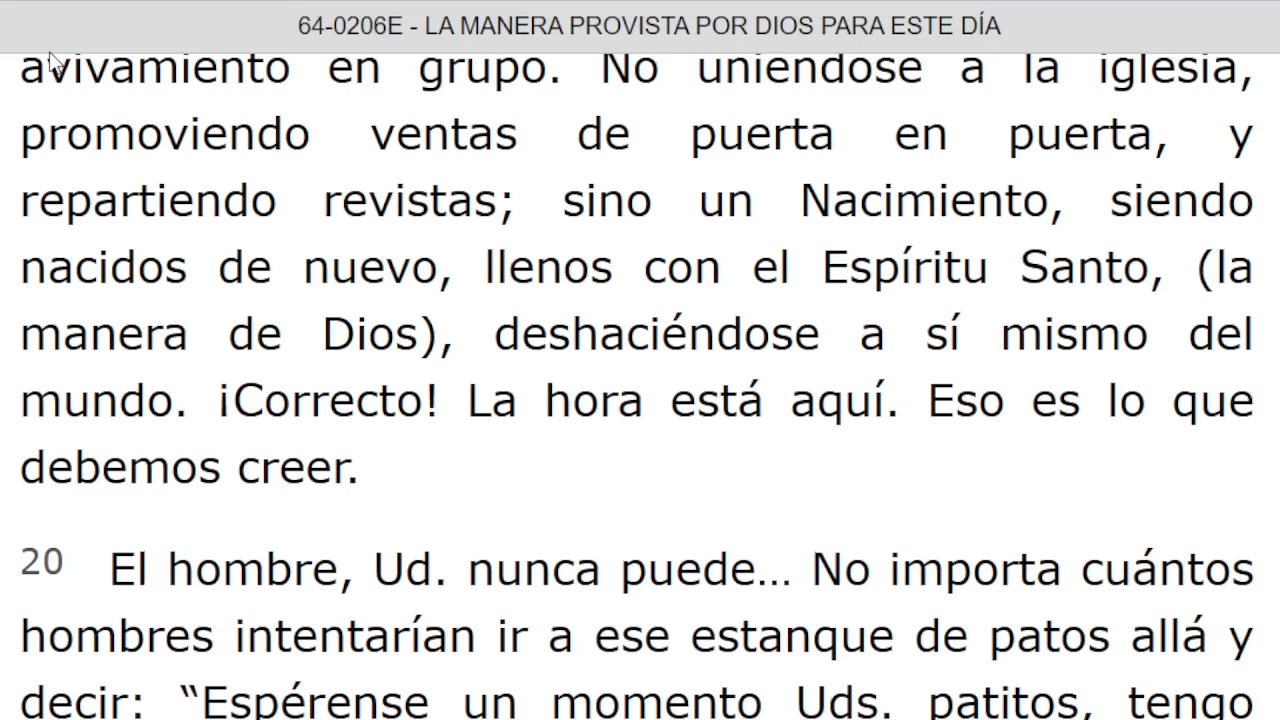 64-0206E - LA MANERA PROVISTA POR DIOS PARA ESTE DÍA
avivamiento en grupo. No uniéndose a la iglesia,
promoviendo ventas de puerta en puerta, y
repartiendo revistas; sino un Nacimiento, siendo
nacidos de nuevo, llenos con el Espíritu Santo, (la
manera de Dios), deshaciéndose a sí mismo del
mundo. ¡Correcto! La hora está aquí. Eso es lo que
debemos creer.
20 El hombre, Ud. nunca puede... No importa cuántos
hombres intentarían ir a ese estanque de patos allá y
decir: “Espérense un momento Uds. patitos, tengo